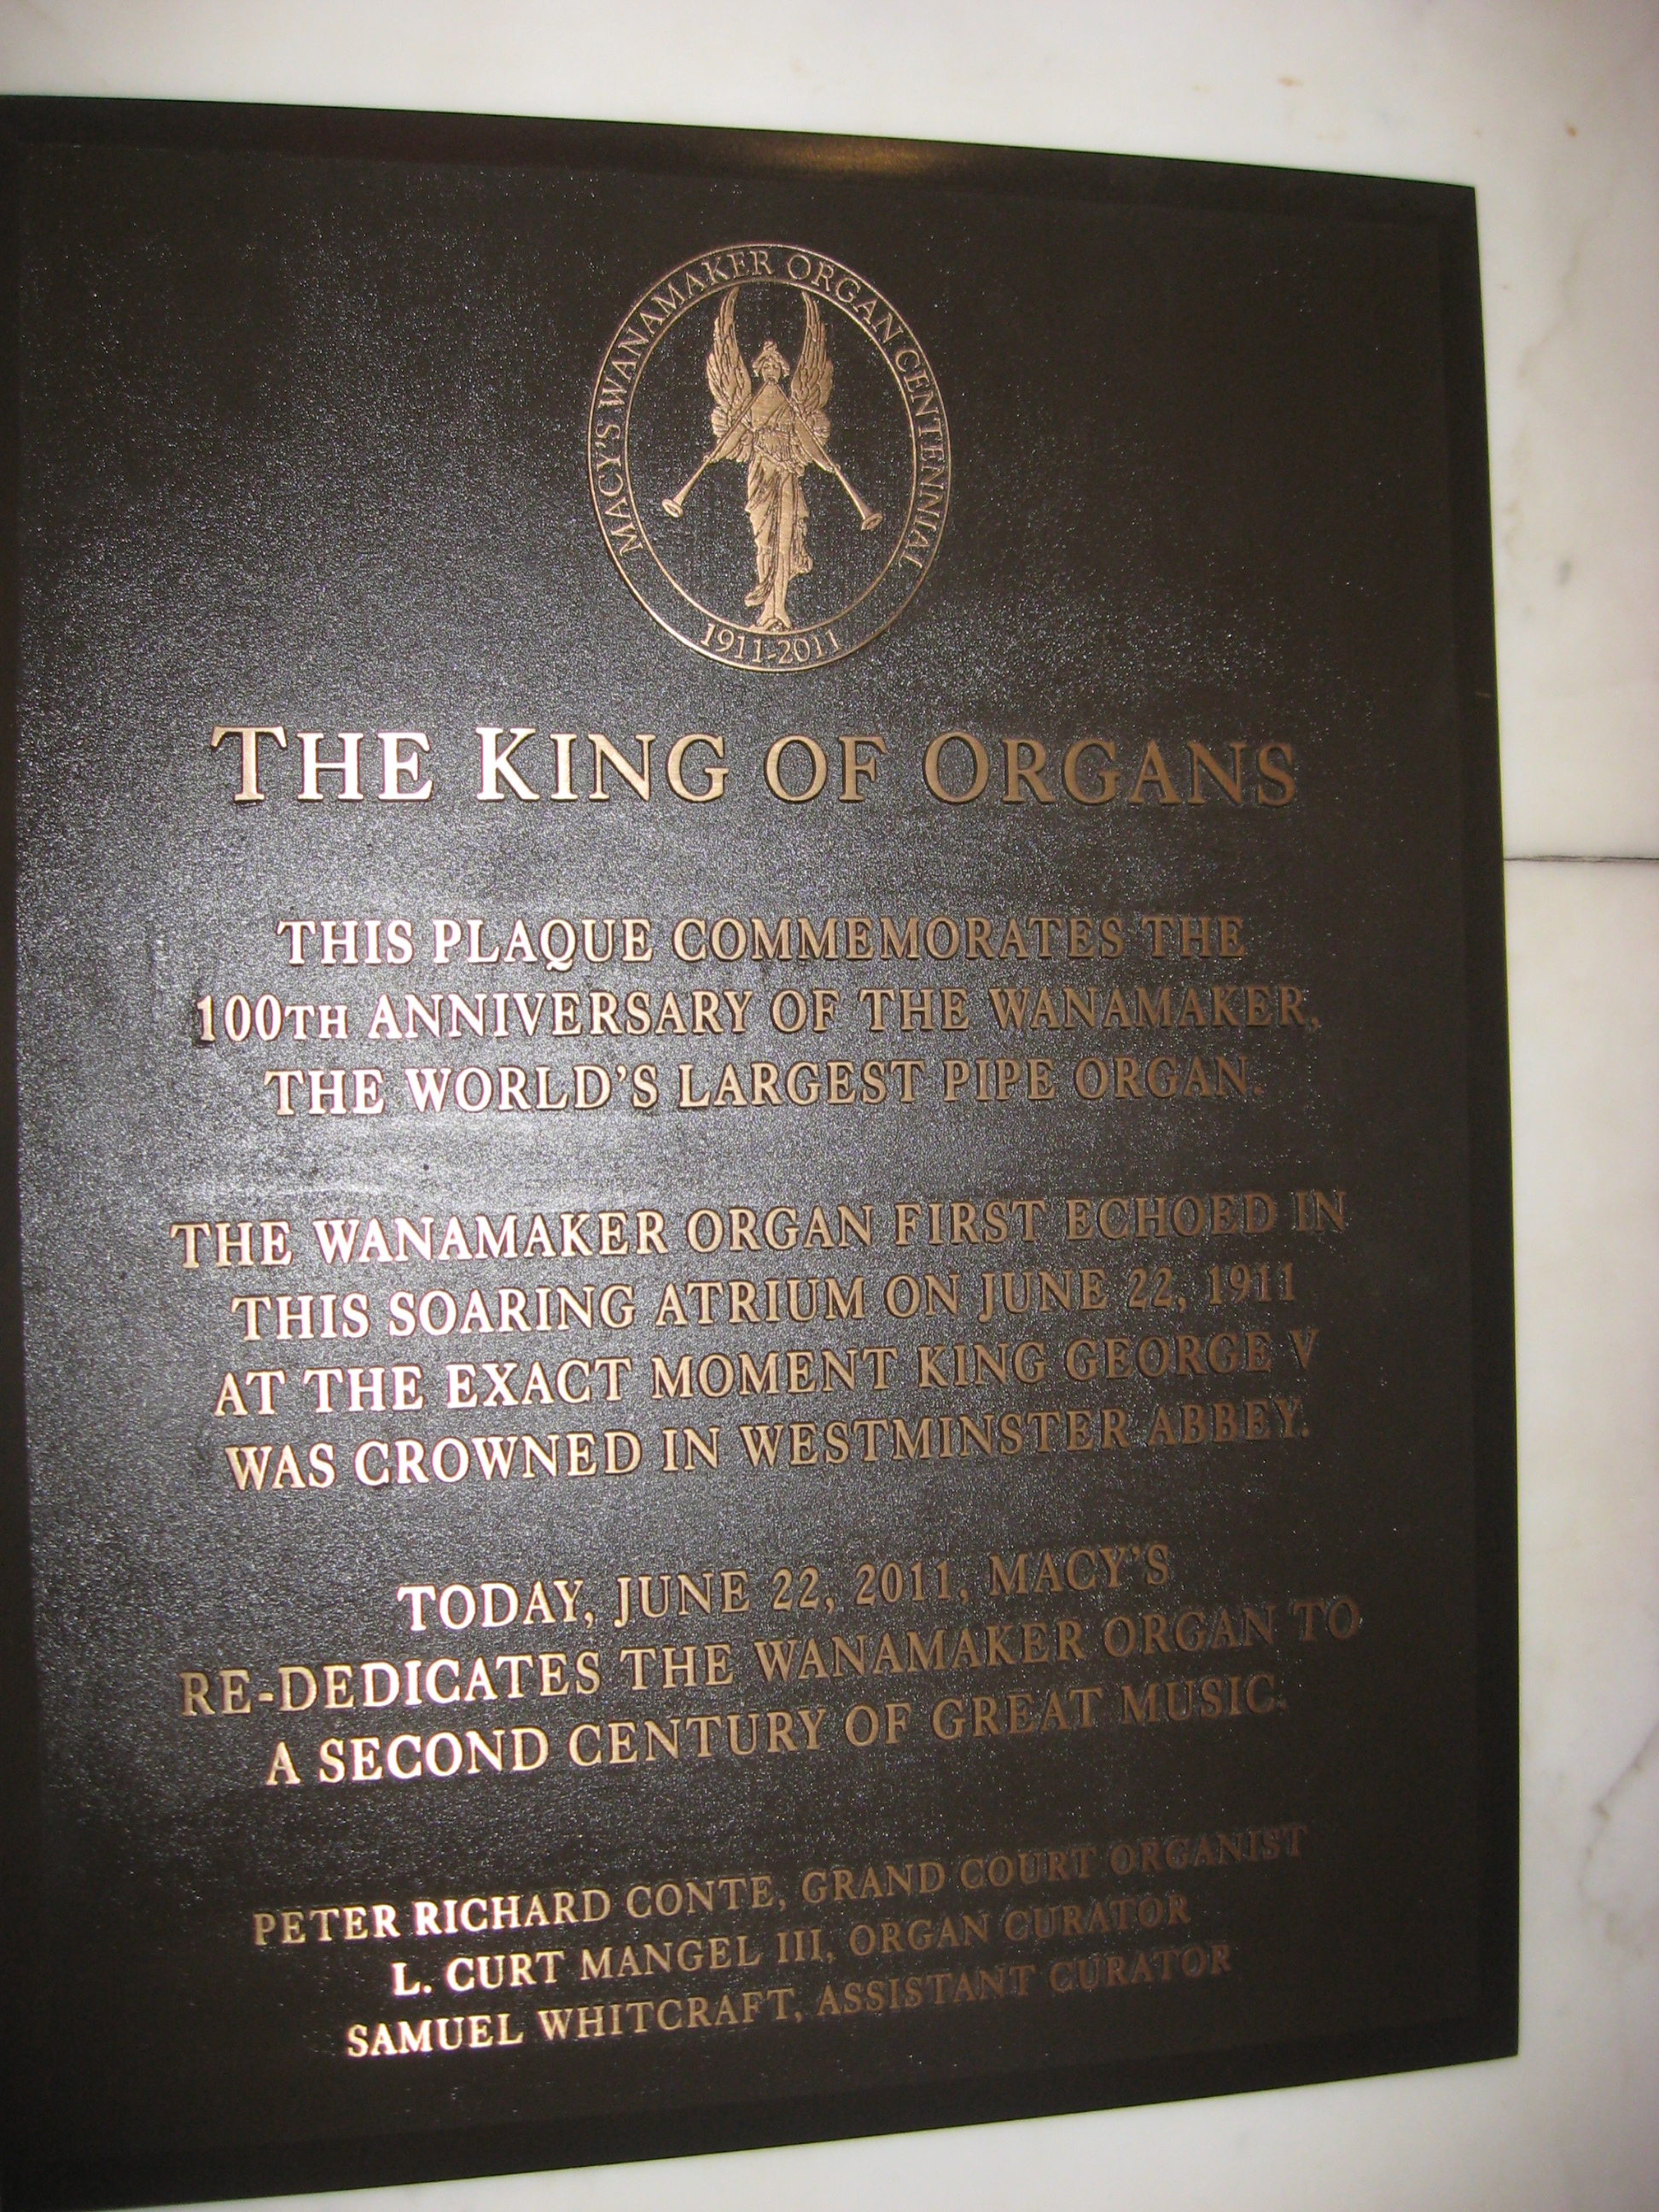 MACY'S WANAMAKER ORGAN CENTENNIAL
1911-2011
THE KING OF ORGANS
THIS PLAQUE COMMEMORATES THE
100TH ANNIVERSARY OF THE WANAMAKER,
THE WORLD'S LARGEST PIPE ORGAN.
THE WANAMAKER ORGAN FIRST ECHOED IN
THIS SOARING ATRIUM ON JUNE 22, 1911
AT THE EXACT MOMENT KING GEORGE V
WAS CROWNED IN WESTMINSTER ABBEY.
TODAY, JUNE 22, 2011, MACY'S
RE-DEDICATES THE WANAMAKER ORGAN TO
A SECOND CENTURY OF GREAT MUSIC.
PETER RICHARD CONTE, GRAND COURT ORGANIST
L. CURT MANGEL III, ORGAN CURATOR
SAMUEL WHITCRAFT, ASSISTANT CURATOR